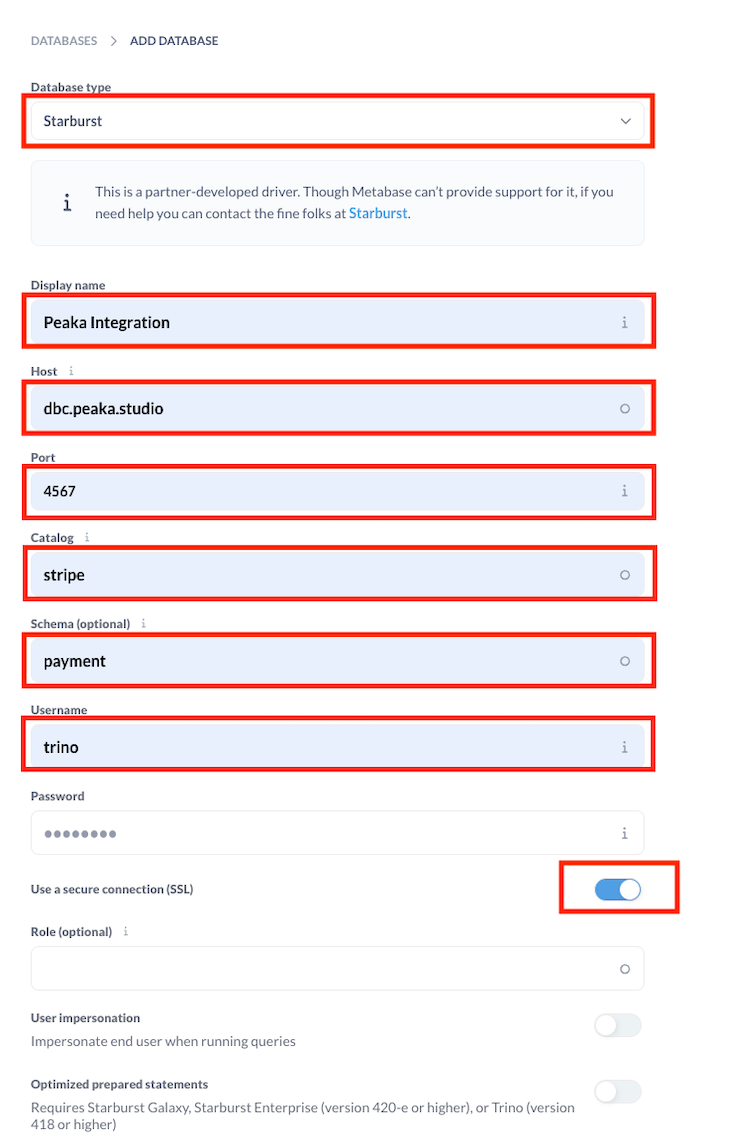 DATABASES > ADD DATABASE
Database type
Starburst
This is a partner-developed driver. Though Metabase can't provide support for it, if you
need help you can contact the fine folks at Starburst.
Display name
Peaka Integration
Host
dbc.peaka.studio
Port
4567
Catalog
stripe
Schema (optional)
payment
Username
trino
Password
●●●●●●●●
Use a secure connection (SSL)
Role (optional)
User impersonation
Impersonate end user when running queries
Optimized prepared statements
Requires Starburst Galaxy, Starburst Enterprise (version 420-e or higher), or Trino (version
418 or higher)